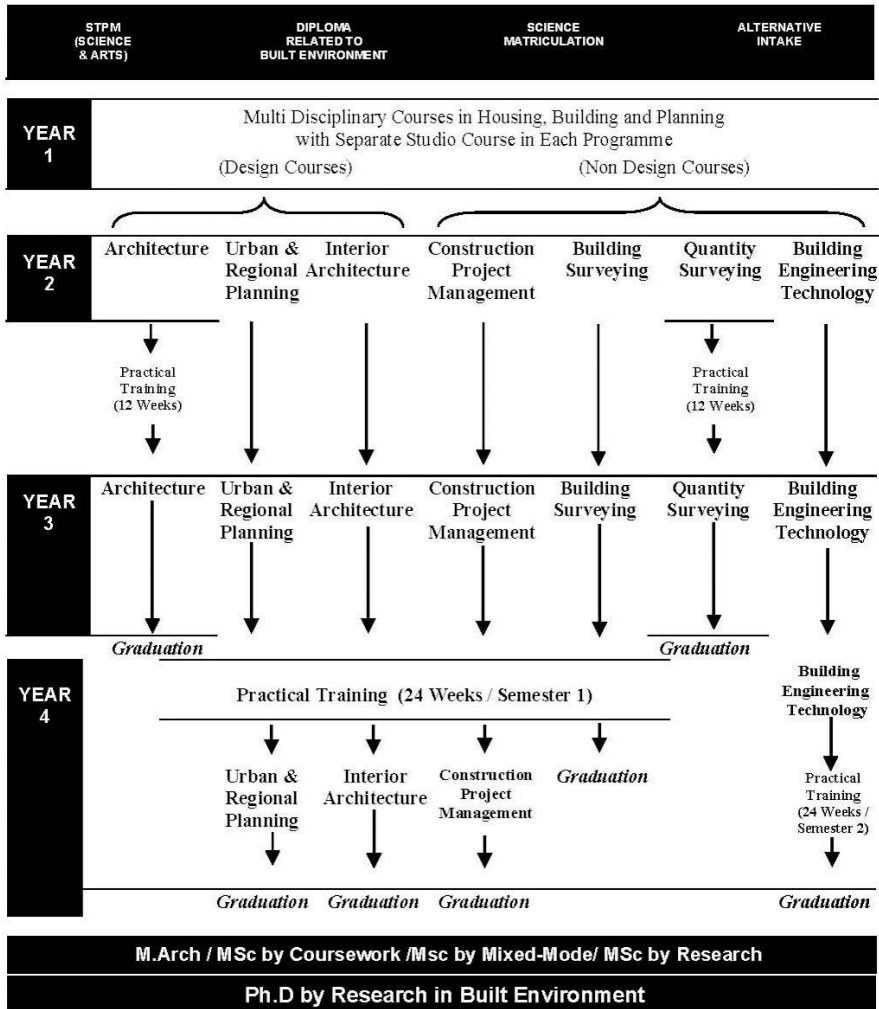 STPM
(SCIENCE
& ARTS)
DIPLOMA
RELATED TO
BUILT ENVIRONMENT
SCIENCE
MATRICULATION
ALTERNATIVE
INTAKE
YEAR
1
Multi Disciplinary Courses in Housing, Building and Planning
with Separate Studio Course in Each Programme
(Design Courses)
(Non Design Courses)
YEAR
2
Architecture
Urban &
Regional
Planning
Interior
Architecture
Construction
Project
Management
Building
Surveying
Quantity
Surveying
Building
Engineering
Technology
Practical
Training
(12 Weeks)
Practical
Training
(12 Weeks)
YEAR
3
Architecture
Urban &
Regional
Planning
Interior
Architecture
Construction
Project
Management
Building
Surveying
Quantity
Surveying
Building
Engineering
Technology
Graduation
Graduation
YEAR
4
Practical Training (24 Weeks / Semester 1)
Building
Engineering
Technology
Urban &
Regional
Planning
Interior
Architecture
Construction
Project
Management
Graduation
Practical
Training
(24 Weeks /
Semester 2)
Graduation
Graduation
Graduation
Graduation
M.Arch / MSc by Coursework /Msc by Mixed-Mode/ MSc by Research
Ph.D by Research in Built Environment